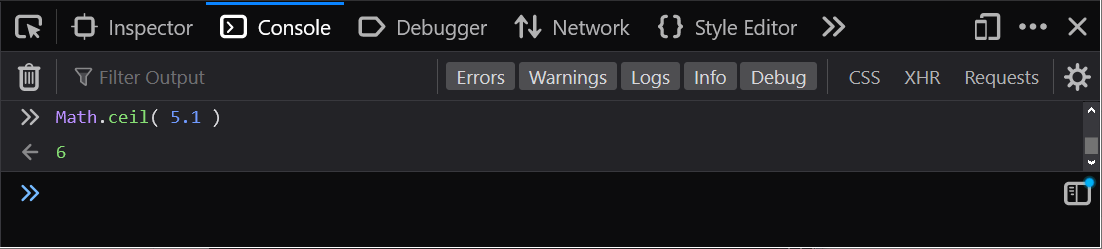 Inspector Console Debugger Network Style Editor
Filter Output Errors Warnings Logs Info Debug CSS XHR Requests
Math.ceil( 5.1 )
6